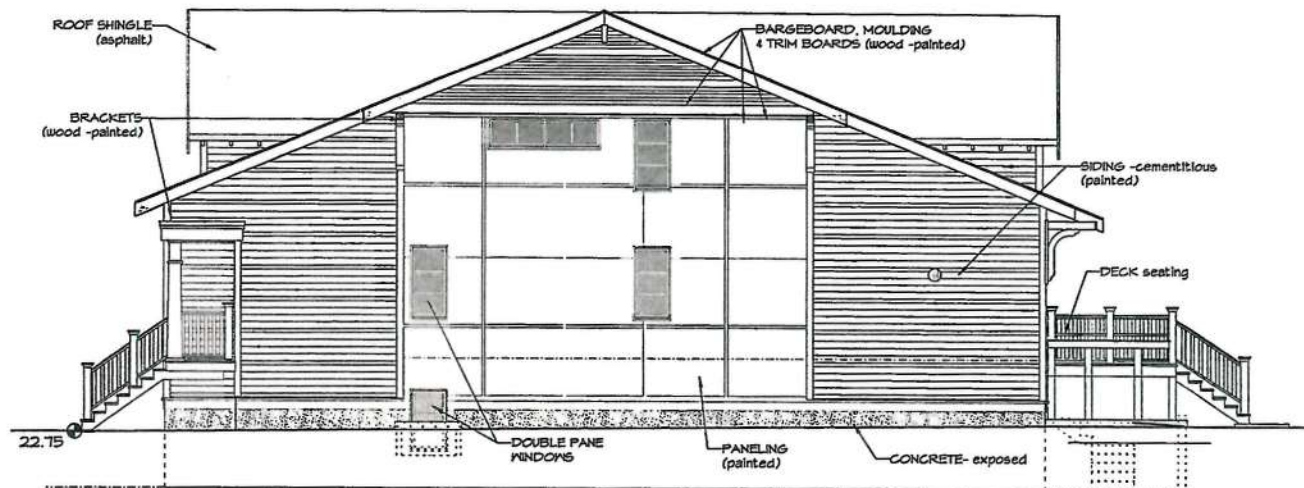 ROOF SHINGLE
(asphalt)
BARGEBOARD, MOULDING
& TRIM BOARDS (wood -painted)
BRACKETS
(wood -painted)
SIDING -cementitious
(painted)
DECK seating
22.75
DOUBLE PANE
WINDOWS
PANELING
(painted)
CONCRETE- exposed